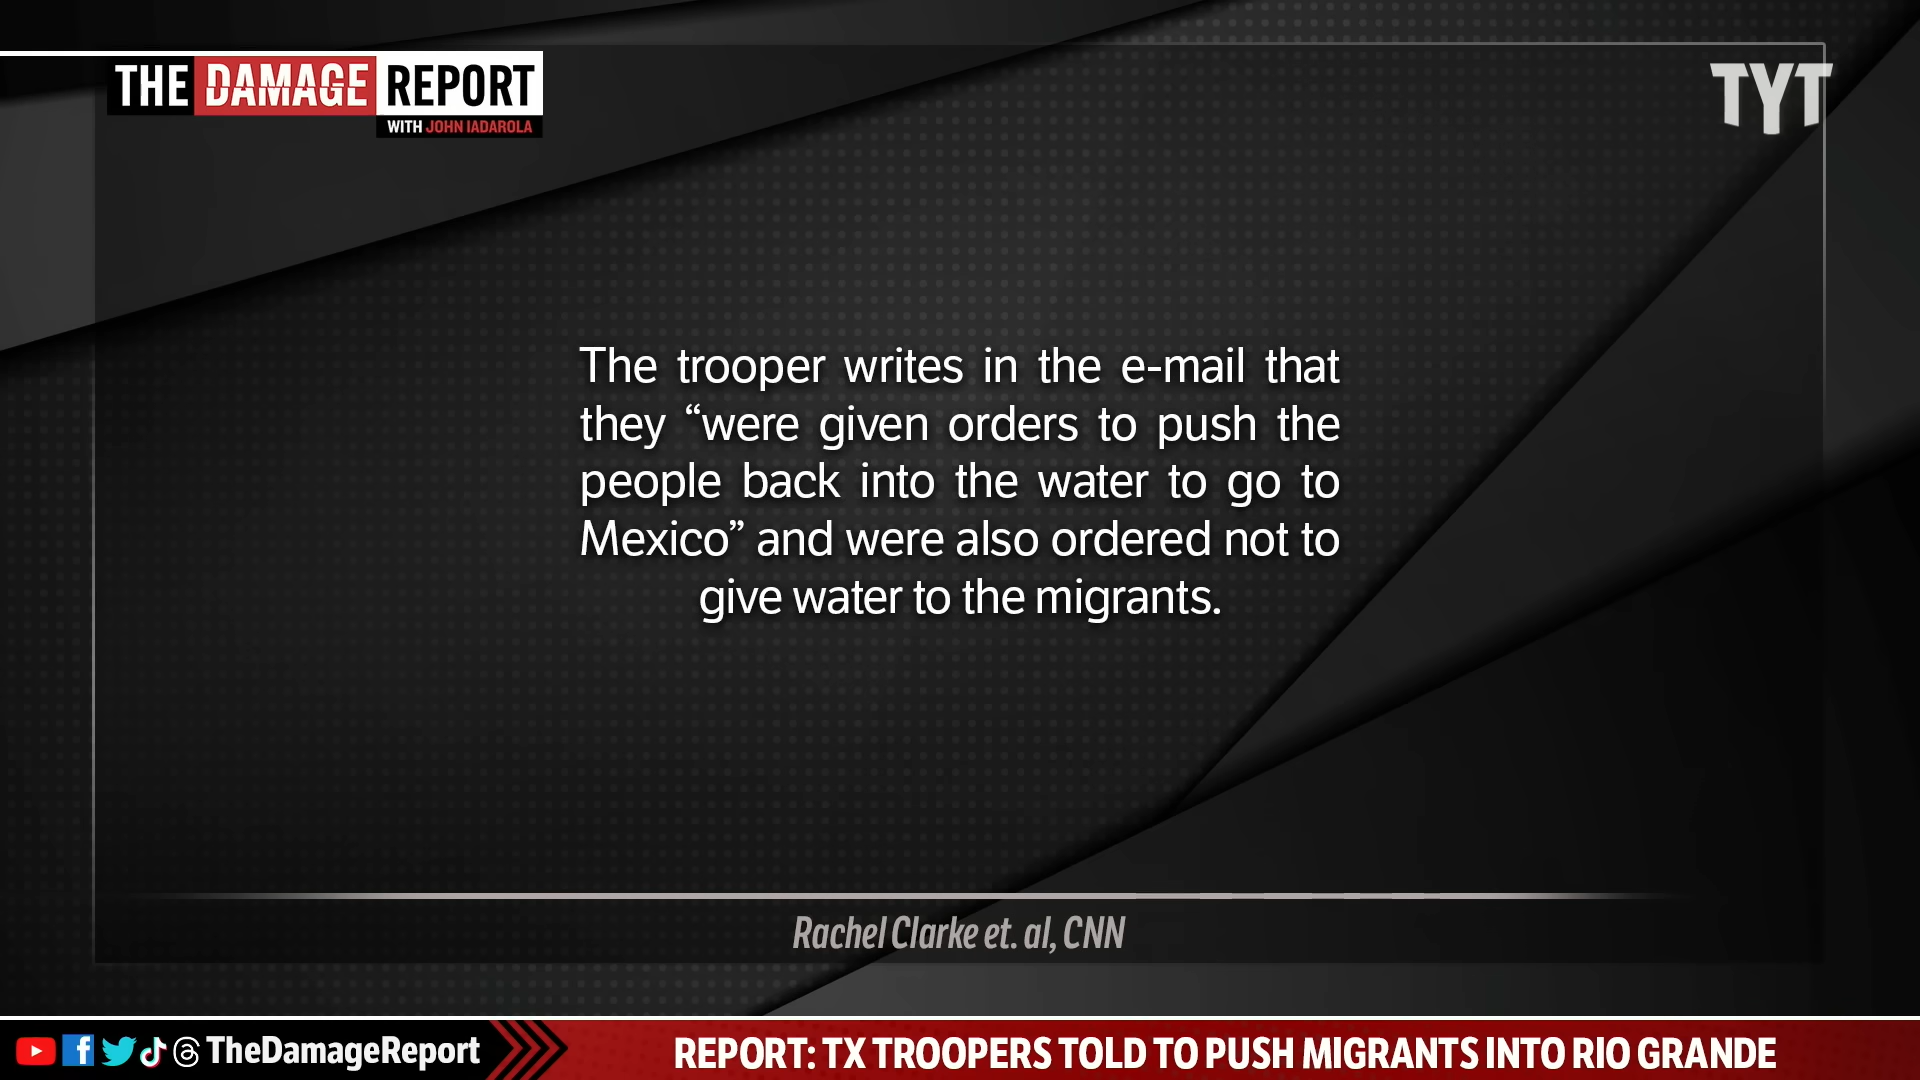 THE DAMAGE REPORT
WITH JOHN IADAROLA
TYT
The trooper writes in the e-mail that
they “were given orders to push the
people back into the water to go to
Mexico” and were also ordered not to
give water to the migrants.
Rachel Clarke et. al, CNN
TheDamageReport
REPORT: TX TROOPERS TOLD TO PUSH MIGRANTS INTO RIO GRANDE